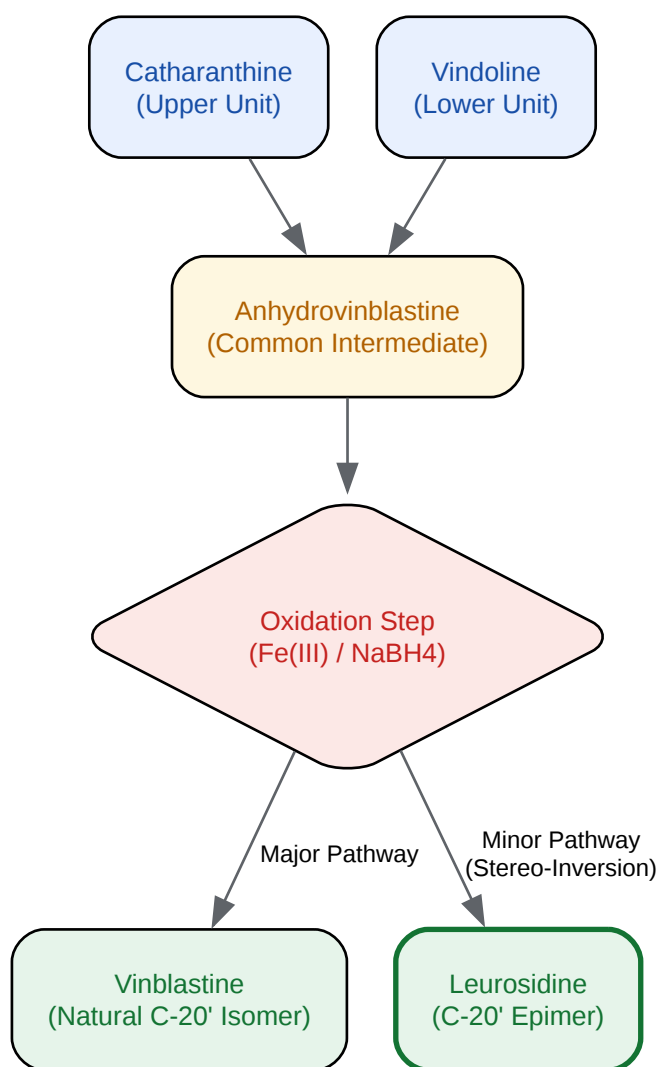 Catharanthine
(Upper Unit)
Vindoline
(Lower Unit)
Anhydrovinblastine
(Common Intermediate)
Oxidation Step
(Fe(III) / NaBH4)
Major Pathway
Minor Pathway
(Stereo-Inversion)
Vinblastine
(Natural C-20' Isomer)
Leurosidine
(C-20' Epimer)